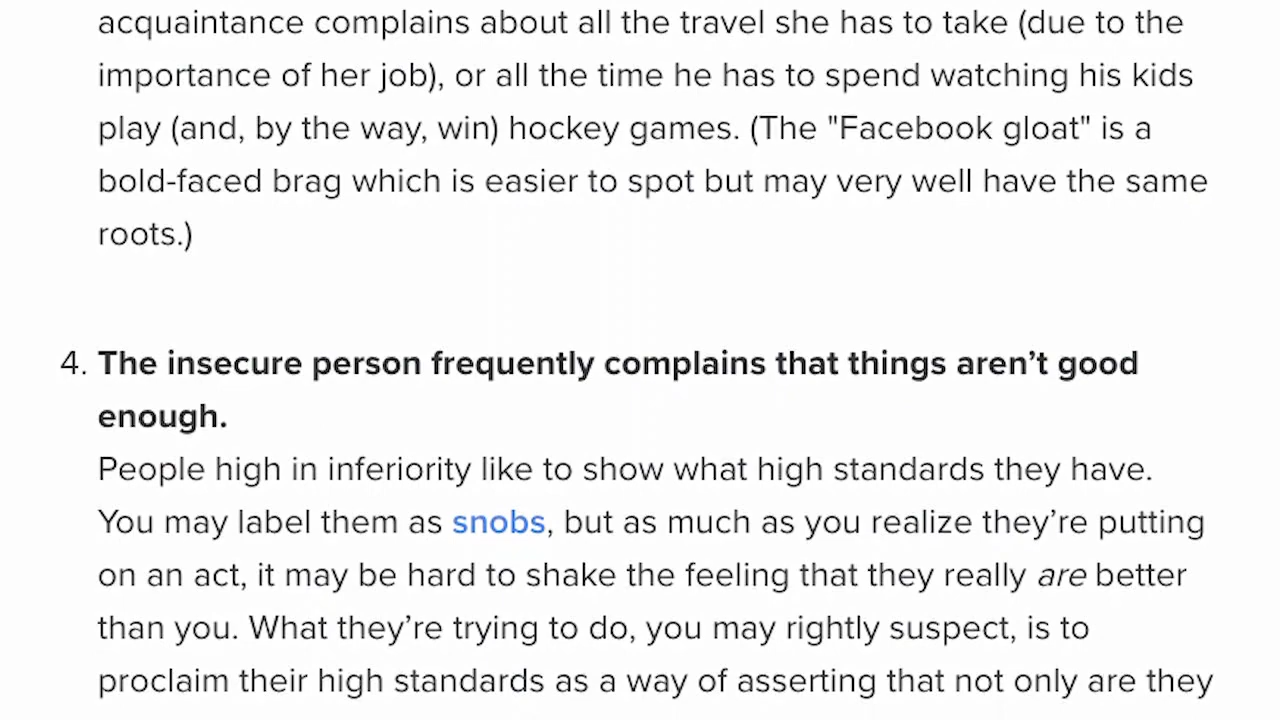 acquaintance complains about all the travel she has to take (due to the
importance of her job), or all the time he has to spend watching his kids
play (and, by the way, win) hockey games. (The "Facebook gloat" is a
bold-faced brag which is easier to spot but may very well have the same
roots.)
4. The insecure person frequently complains that things aren’t good
enough.
People high in inferiority like to show what high standards they have.
You may label them as snobs, but as much as you realize they’re putting
on an act, it may be hard to shake the feeling that they really are better
than you. What they’re trying to do, you may rightly suspect, is to
proclaim their high standards as a way of asserting that not only are they